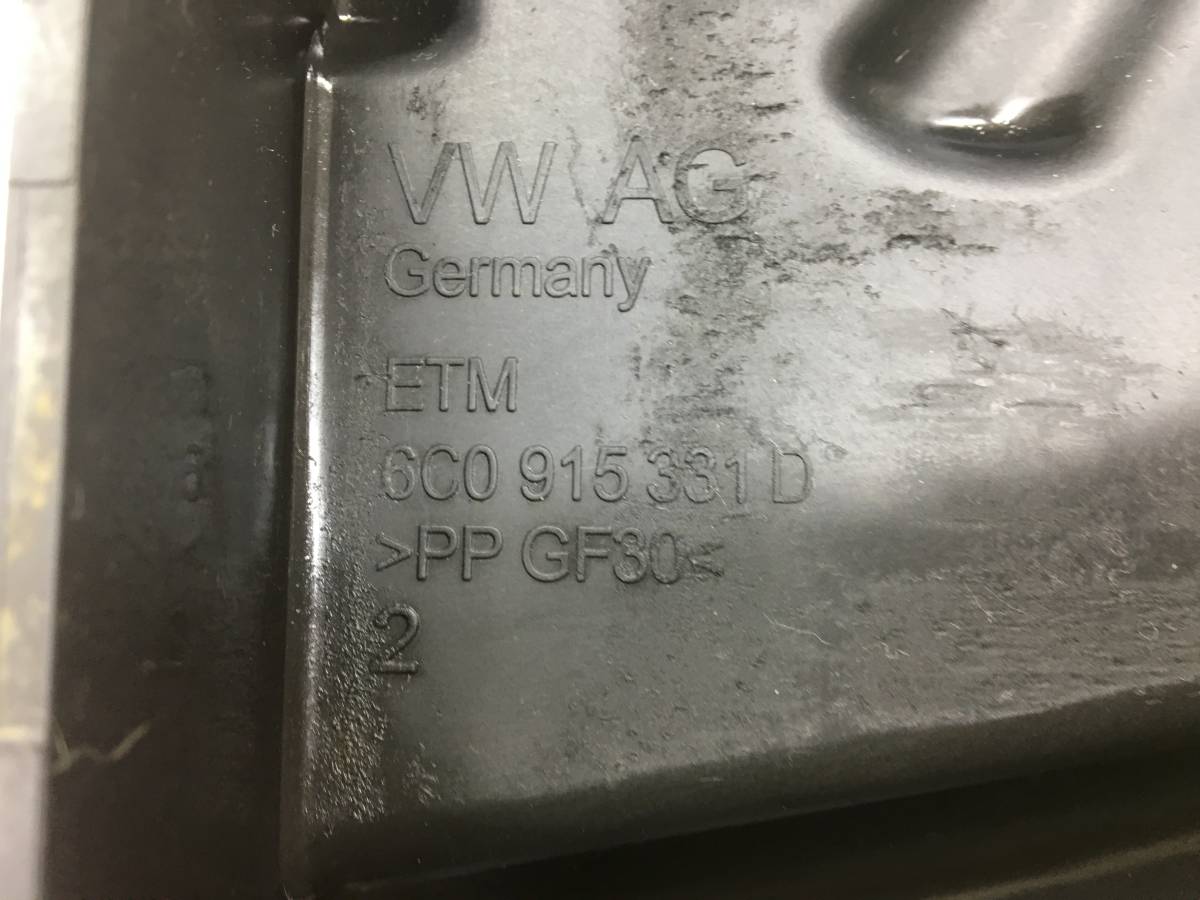 VW AG
Germany
ETM
6C0 915 331 D
>PP GF30<
2